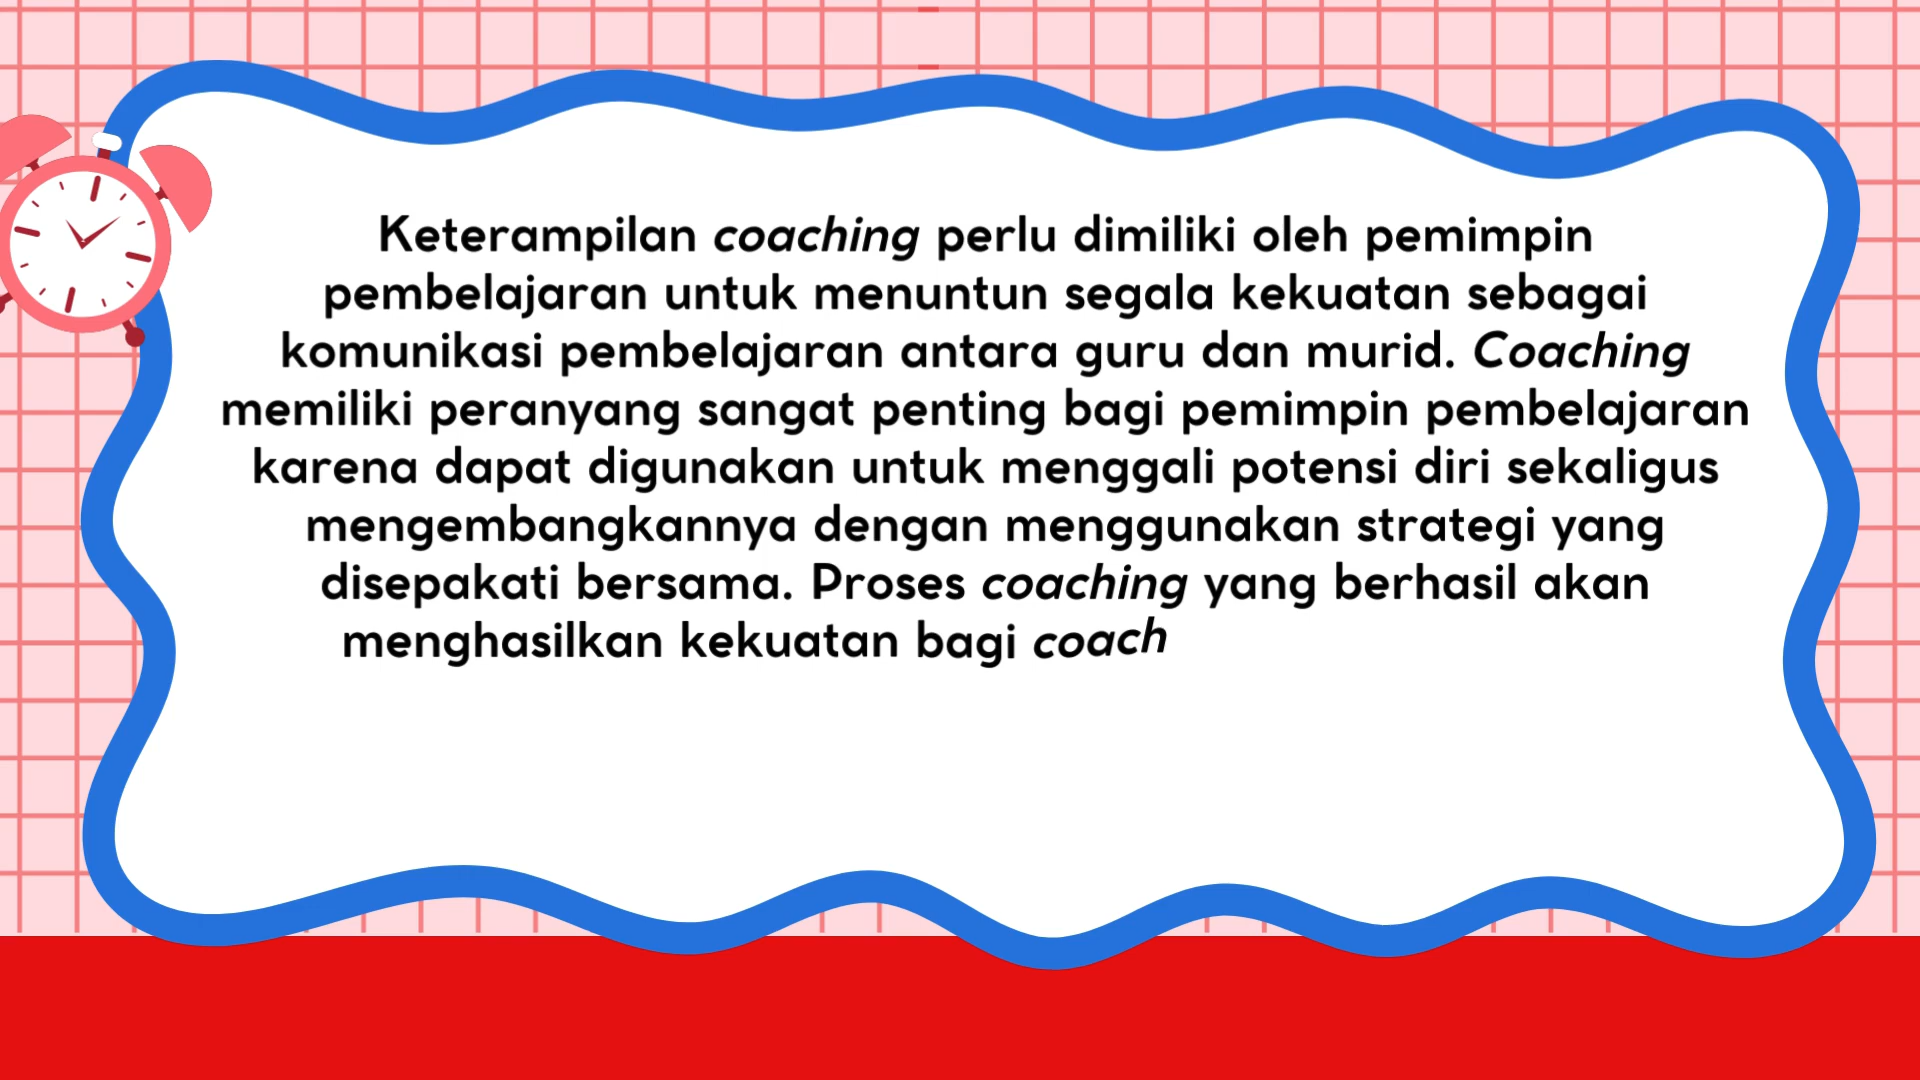 Keterampilan coaching perlu dimiliki oleh pemimpin
pembelajaran untuk menuntun segala kekuatan sebagai
komunikasi pembelajaran antara guru dan murid. Coaching
memiliki peranyang sangat penting bagi pemimpin pembelajaran
karena dapat digunakan untuk menggali potensi diri sekaligus
mengembangkannya dengan menggunakan strategi yang
disepakati bersama. Proses coaching yang berhasil akan
menghasilkan kekuatan bagi coach